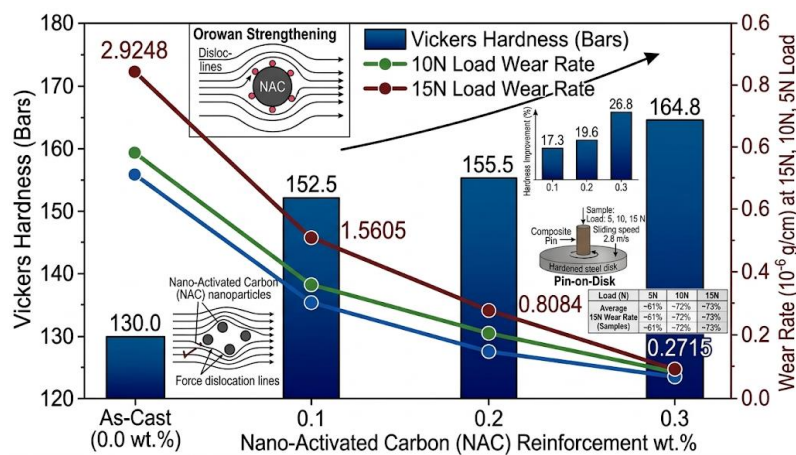 180
170
160
150
140
130
120
Vickers Hardness (Bars)
2.9248
Orowan Strengthening
Disloc-
lines
NAC
Vickers Hardness (Bars)
10N Load Wear Rate
15N Load Wear Rate
Hardness Improvement (%)
17.3
19.6
26.8
0.1
0.2
0.3
130.0
152.5
155.5
164.8
1.5605
0.8084
0.2715
Nano-Activated Carbon
(NAC) nanoparticles
Force dislocation lines
Sample:
Load: 5, 10, 15 N
Composite
Pin
Sliding speed
2.8 m/s
Hardened steel disk
Pin-on-Disk
Load (N) 5N 10N 15N
Average ~61% ~72% ~73%
15N Wear Rate ~61% ~72% ~73%
(Samples) ~61% ~72% ~73%
0.6
0.8
0.6
0.4
0.2
0.0
Wear Rate (10⁻⁶ g/cm) at 15N, 10N, 5N Load
As-Cast
(0.0 wt.%)
0.1
0.2
0.3
Nano-Activated Carbon (NAC) Reinforcement wt.%